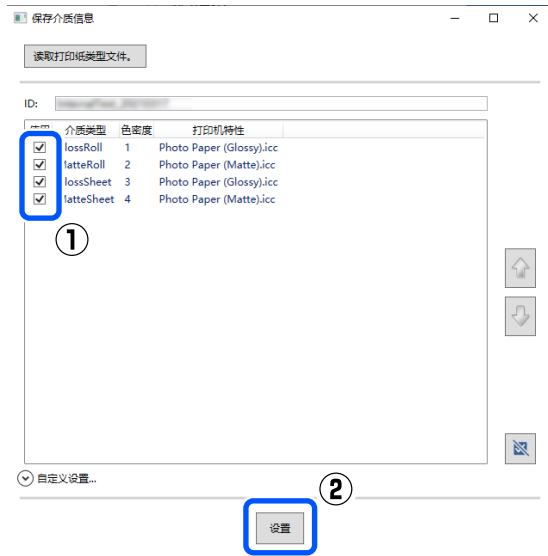 保存介质信息
读取打印纸类型文件。
ID:
介质类型 色密度 打印机特性
lossRoll 1 Photo Paper (Glossy).icc
latteRoll 2 Photo Paper (Matte).icc
lossSheet 3 Photo Paper (Glossy).icc
latteSheet 4 Photo Paper (Matte).icc
①
自定义设置...
②
设置